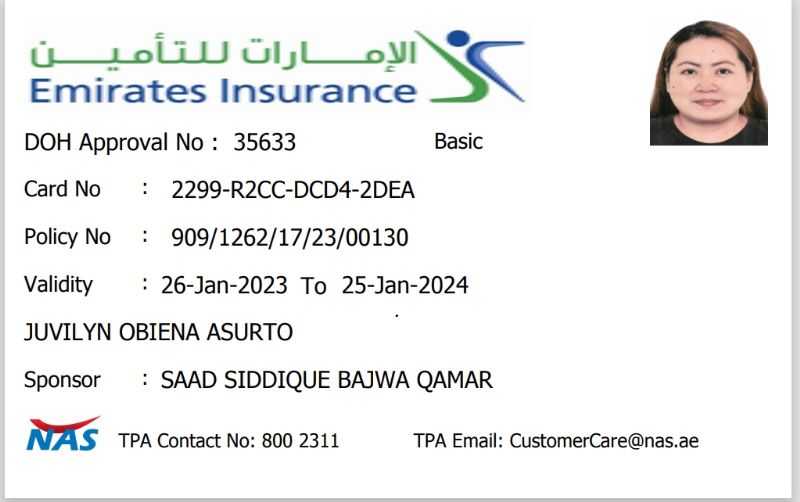 الإمارات للتأمين
Emirates Insurance
DOH Approval No : 35633 Basic
Card No : 2299-R2CC-DCD4-2DEA
Policy No : 909/1262/17/23/00130
Validity : 26-Jan-2023 To 25-Jan-2024
JUVILYN OBIENA ASURTO
Sponsor : SAAD SIDDIQUE BAJWA QAMAR
NAS TPA Contact No: 800 2311 TPA Email: CustomerCare@nas.ae